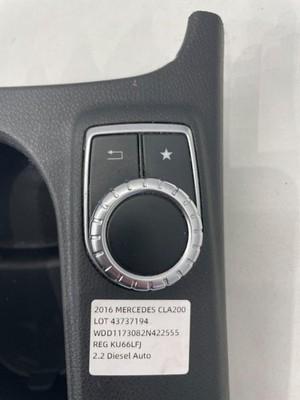 2016 MERCEDES CLA200
LOT 43737194
WDD1173082N422555
REG KU66LFJ
2.2 Diesel Auto